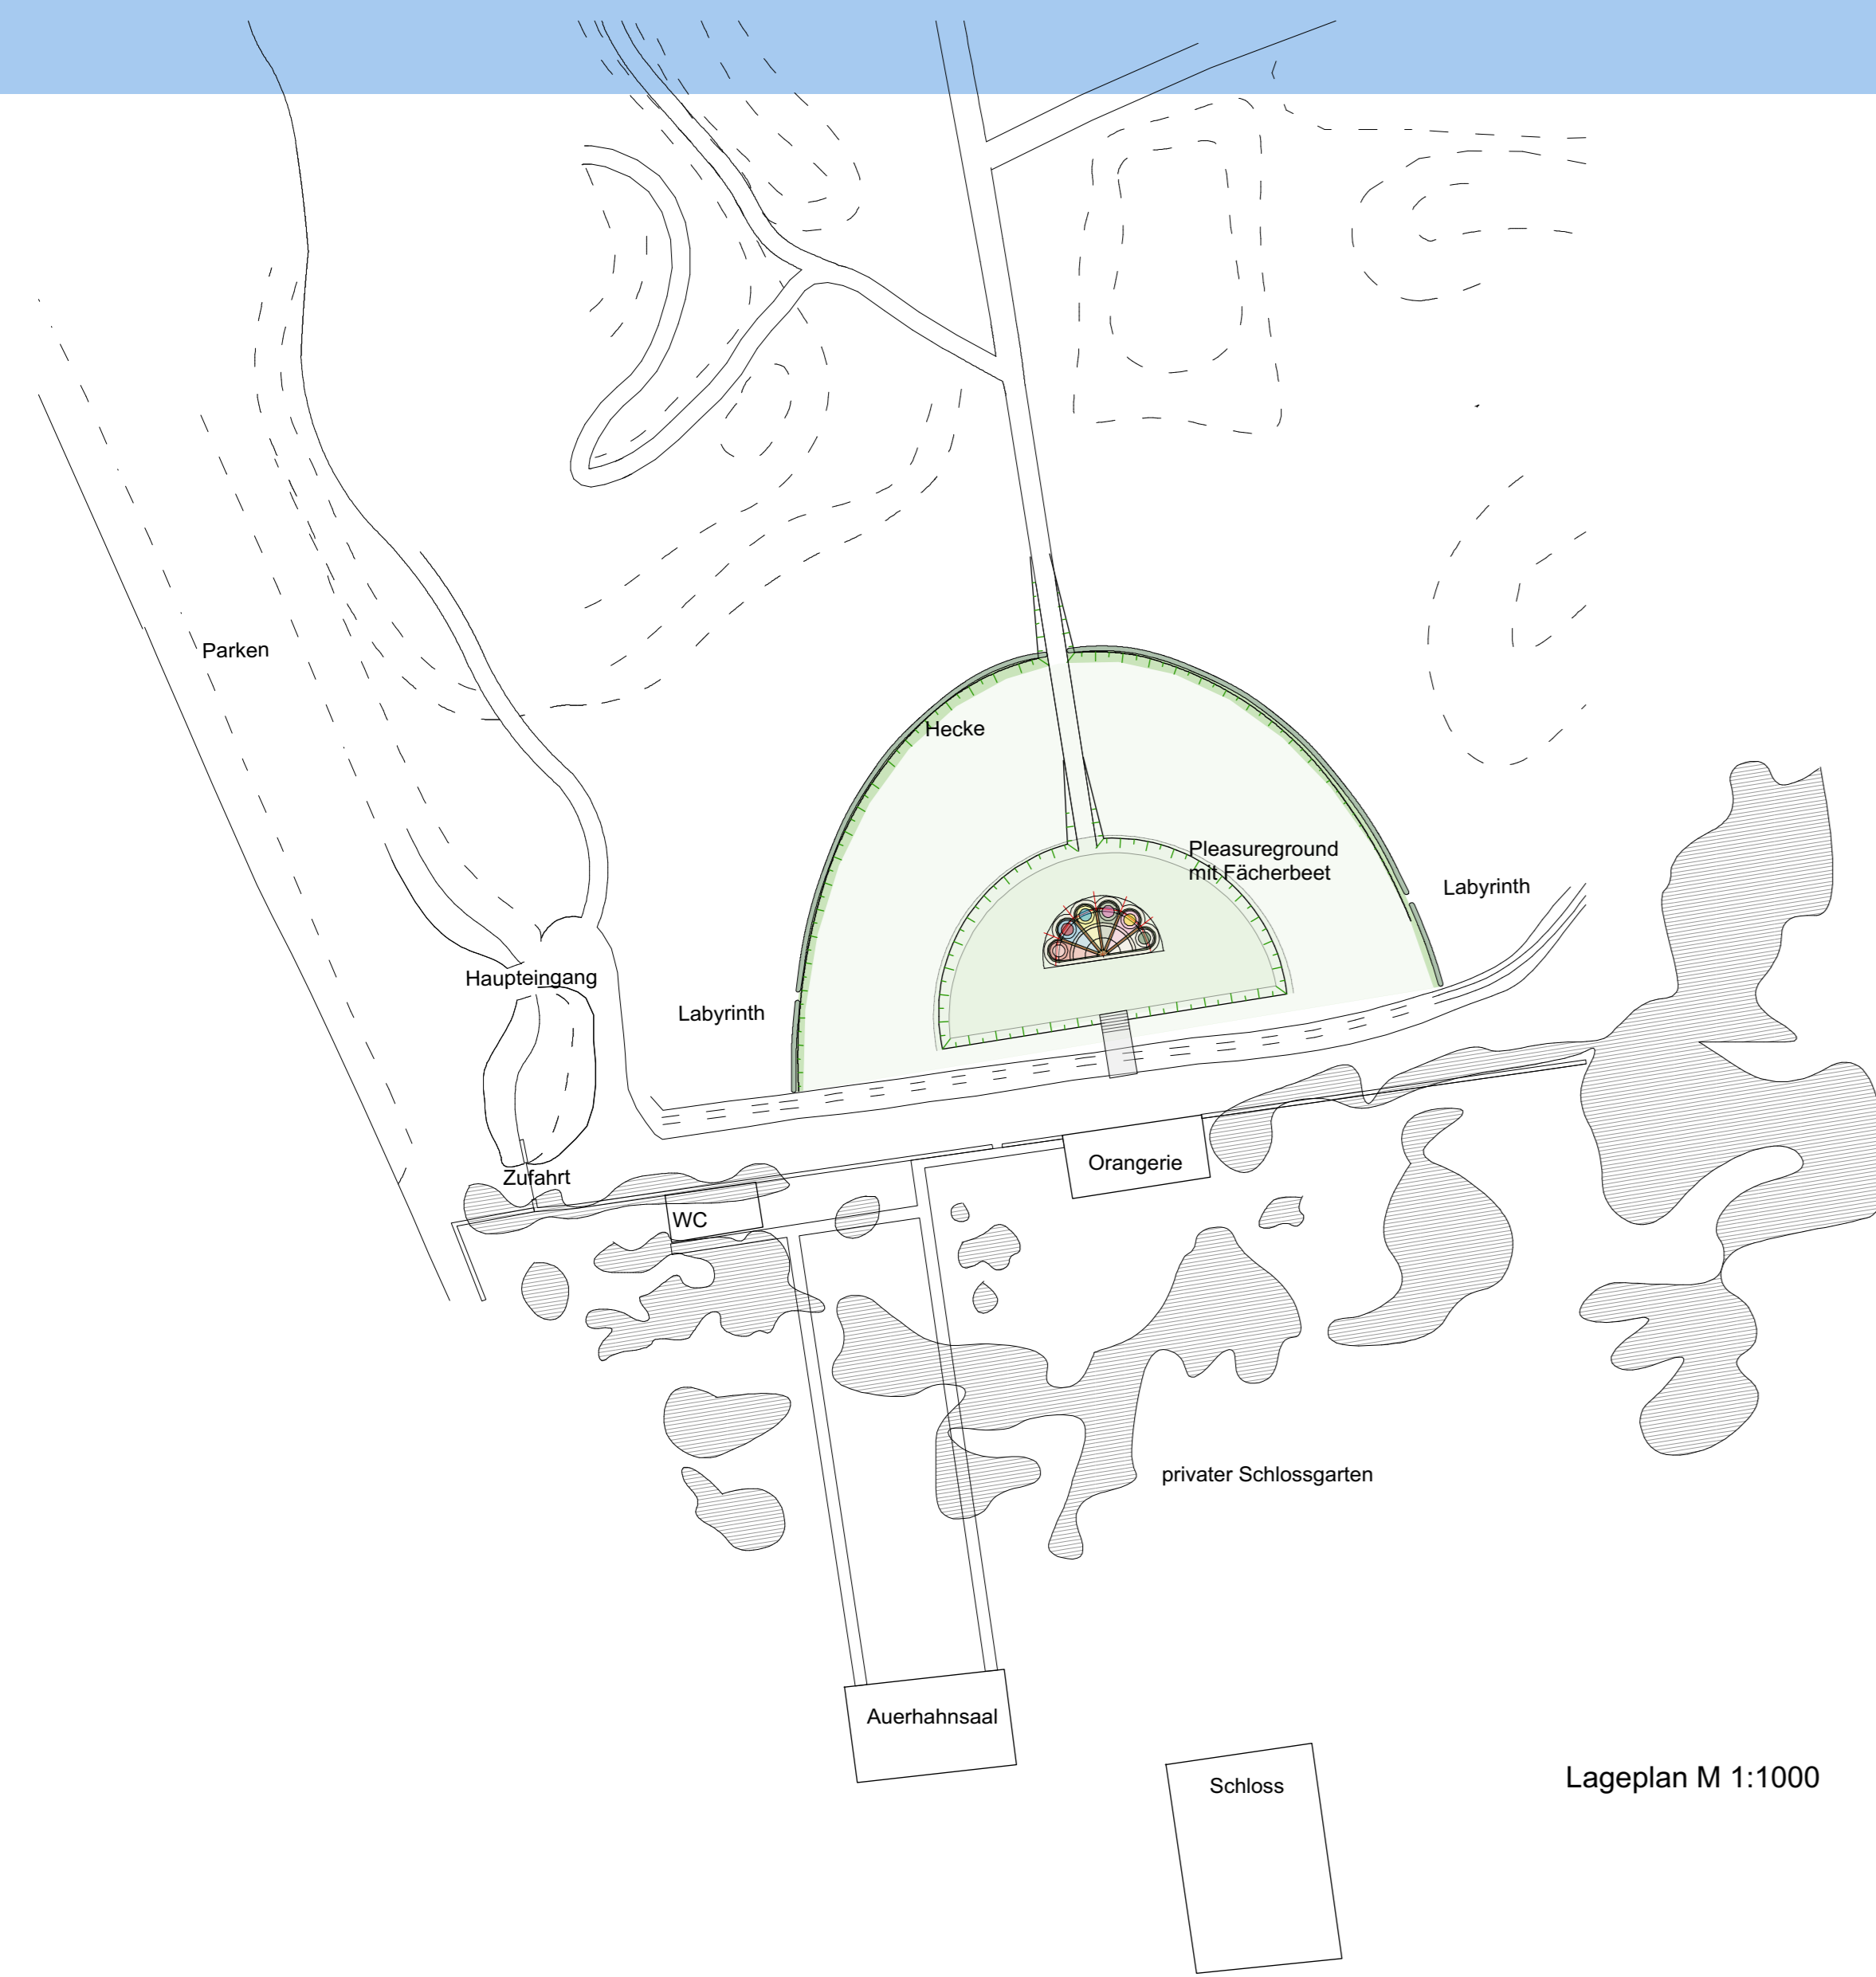 Parken
Hecke
Pleasureground
mit Fächerbeet
Labyrinth
Haupteingang
Labyrinth
Orangerie
Zufahrt
WC
privater Schlossgarten
Auerhahnsaal
Lageplan M 1:1000
Schloss